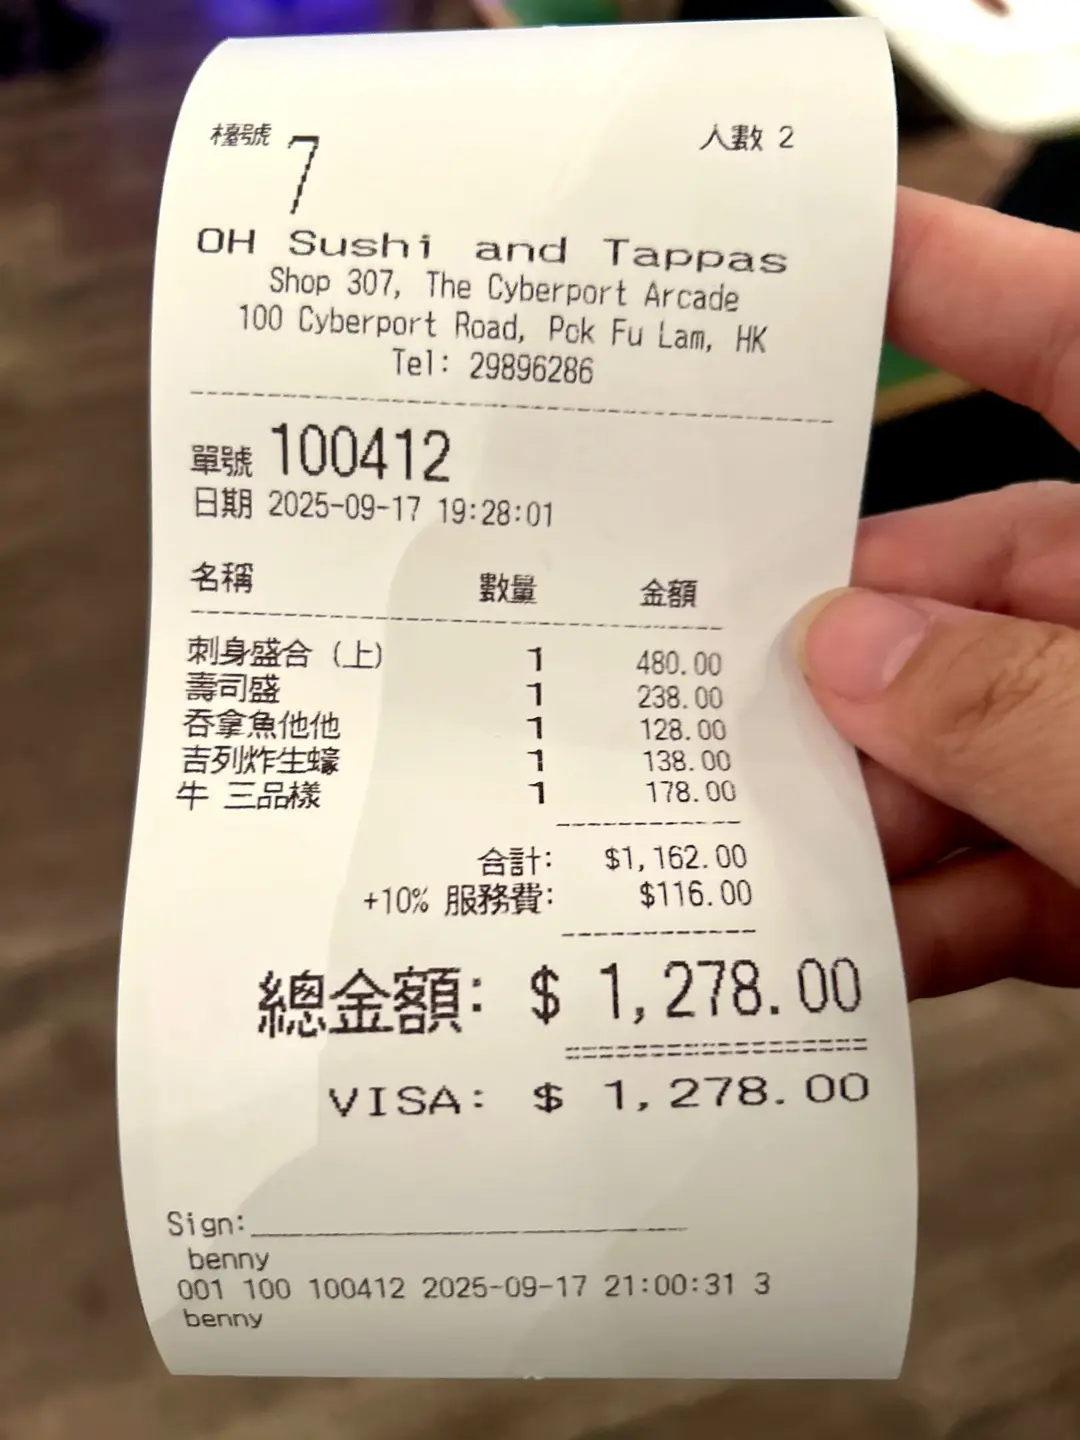 檯號 7 人數 2
OH Sushi and Tappas
Shop 307, The Cyberport Arcade
100 Cyberport Road, Pok Fu Lam, HK
Tel: 29896286
單號 100412
日期 2025-09-17 19:28:01
名稱 數量 金額
刺身盛合 (上) 1 480.00
壽司盛 1 238.00
吞拿魚他他 1 128.00
吉列炸生蠔 1 138.00
牛 三品樣 1 178.00
合計: $1,162.00
+10% 服務費: $116.00
總金額: $ 1,278.00
VISA: $ 1,278.00
Sign:
benny
001 100 100412 2025-09-17 21:00:31 3
benny